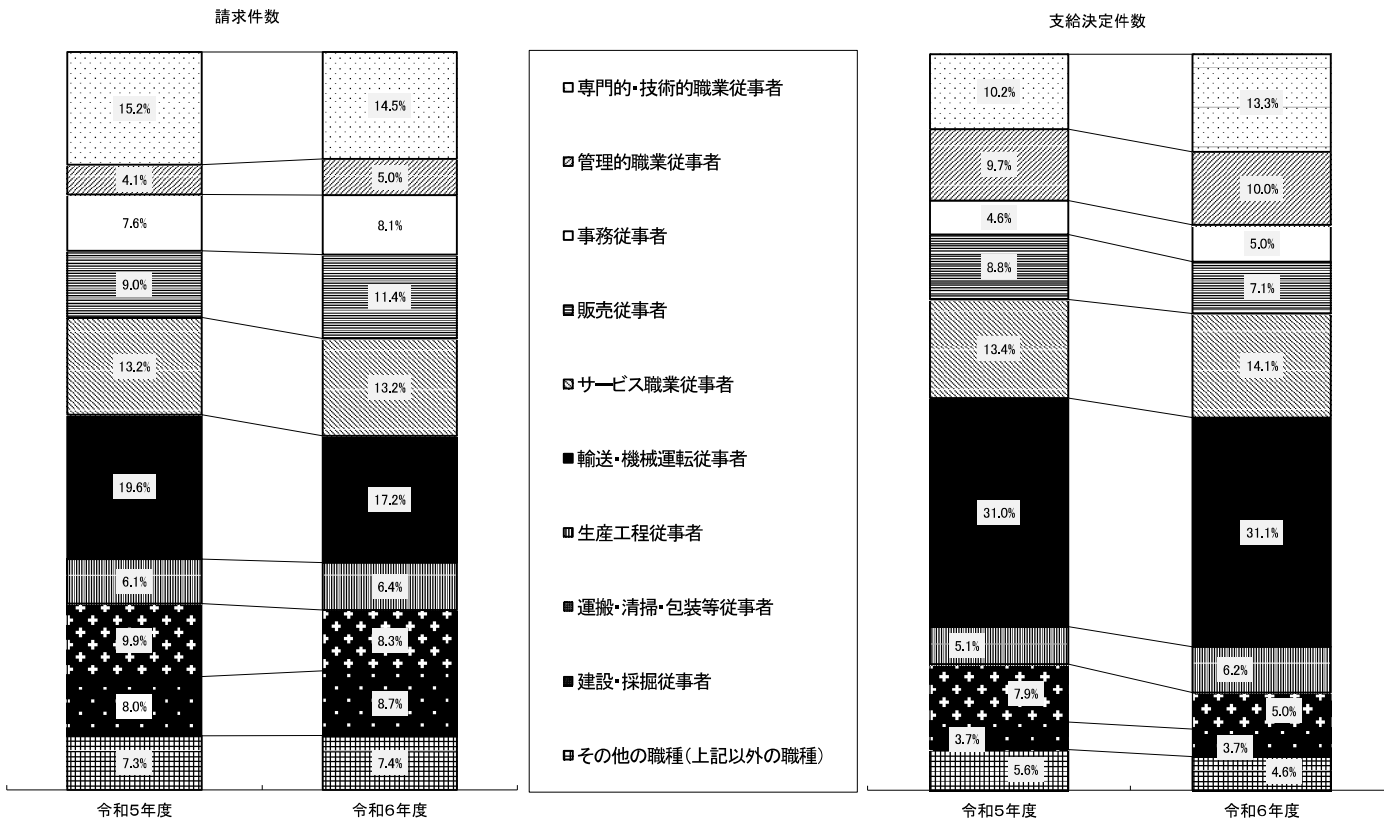 請求件数
15.2%
4.1%
7.6%
9.0%
13.2%
19.6%
6.1%
9.9%
8.0%
7.3%
令和5年度
14.5%
5.0%
8.1%
11.4%
13.2%
17.2%
6.4%
8.3%
8.7%
7.4%
令和6年度
専門的・技術的職業従事者
管理的職業従事者
事務従事者
販売従事者
サービス職業従事者
輸送・機械運転従事者
生産工程従事者
運搬・清掃・包装等従事者
建設・採掘従事者
その他の職種(上記以外の職種)
支給決定件数
10.2%
9.7%
4.6%
8.8%
13.4%
31.0%
5.1%
7.9%
3.7%
5.6%
令和5年度
13.3%
10.0%
5.0%
7.1%
14.1%
31.1%
6.2%
5.0%
3.7%
4.6%
令和6年度